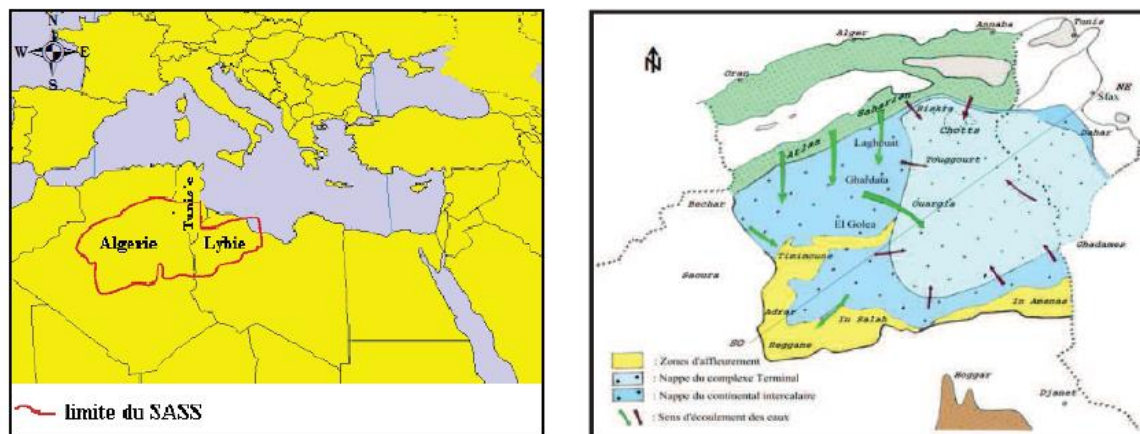 N
W E
S
Algerie
Tunis'e
Lybie
limite du SASS
N
Alger
Annaba
Tunis
Oran
NE
Sfax
Biskra
Chotts
Dahar
Atlas Saharien
Laghouat
Touggourt
Ghardaia
Bechar
Ouargla
El Golea
Ghadames
Timimoune
Saoura
In Amenas
Adrar
In Salah
SO
Reggane
: Zones d'affleurement
: Nappe du complexe Terminal
: Nappe du continental intercalaire
: Sens d'écoulement des eaux
Hoggar
Djanet